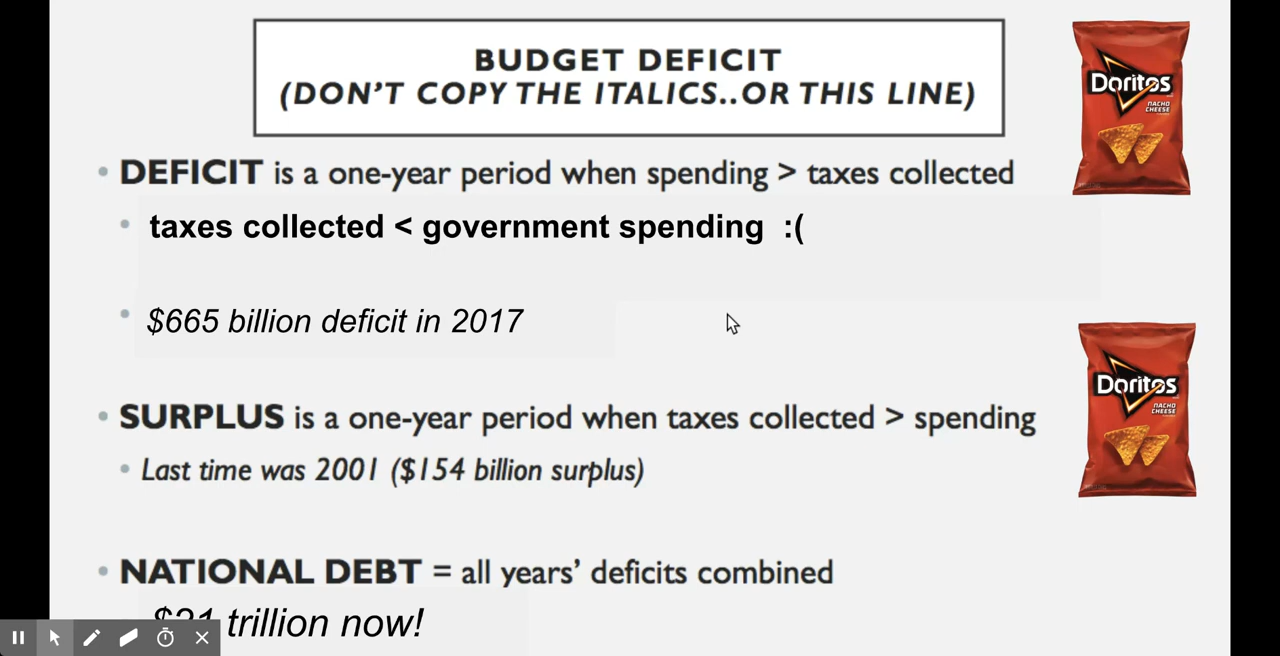 BUDGET DEFICIT
(DON'T COPY THE ITALICS..OR THIS LINE)
Doritos
NACHO
CHEESE
• DEFICIT is a one-year period when spending > taxes collected
• taxes collected < government spending :(
• $665 billion deficit in 2017
Doritos
NACHO
CHEESE
• SURPLUS is a one-year period when taxes collected > spending
• Last time was 2001 ($154 billion surplus)
• NATIONAL DEBT = all years' deficits combined
$21 trillion now!